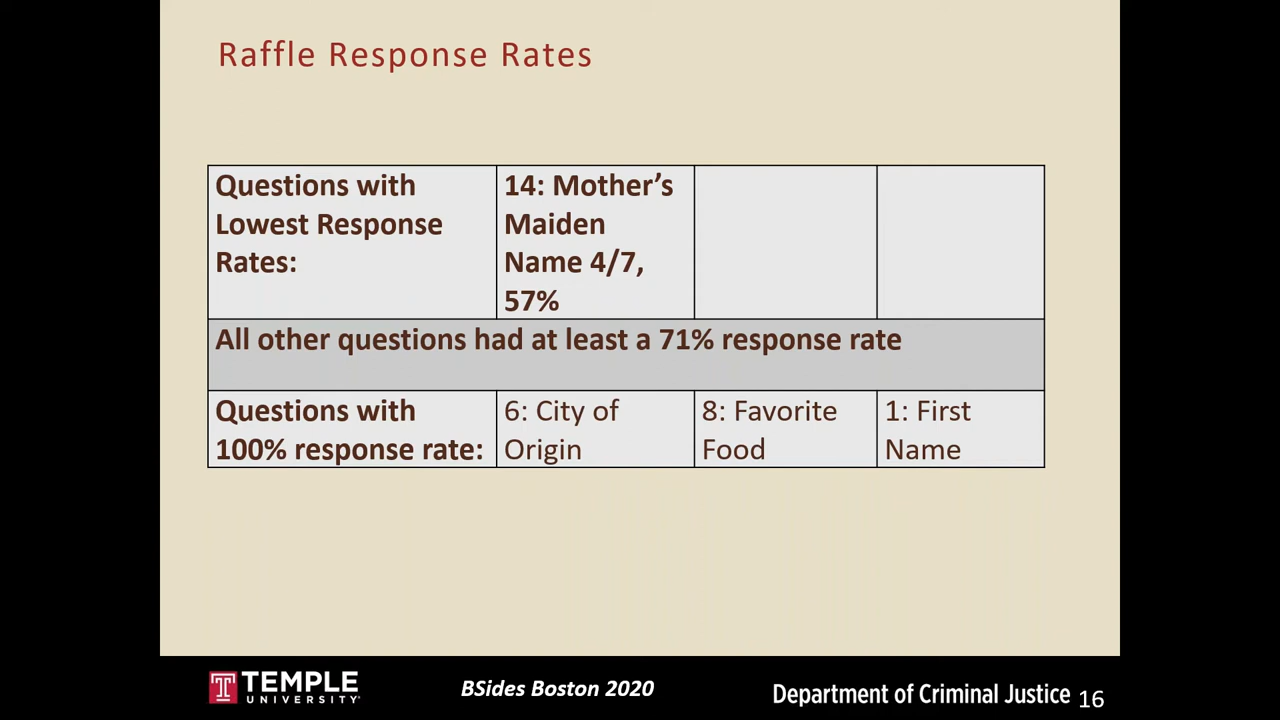 Raffle Response Rates
Questions with
Lowest Response
Rates:
14: Mother’s
Maiden
Name 4/7,
57%
All other questions had at least a 71% response rate
Questions with
100% response rate:
6: City of
Origin
8: Favorite
Food
1: First
Name
TEMPLE
UNIVERSITY
BSides Boston 2020
Department of Criminal Justice 16